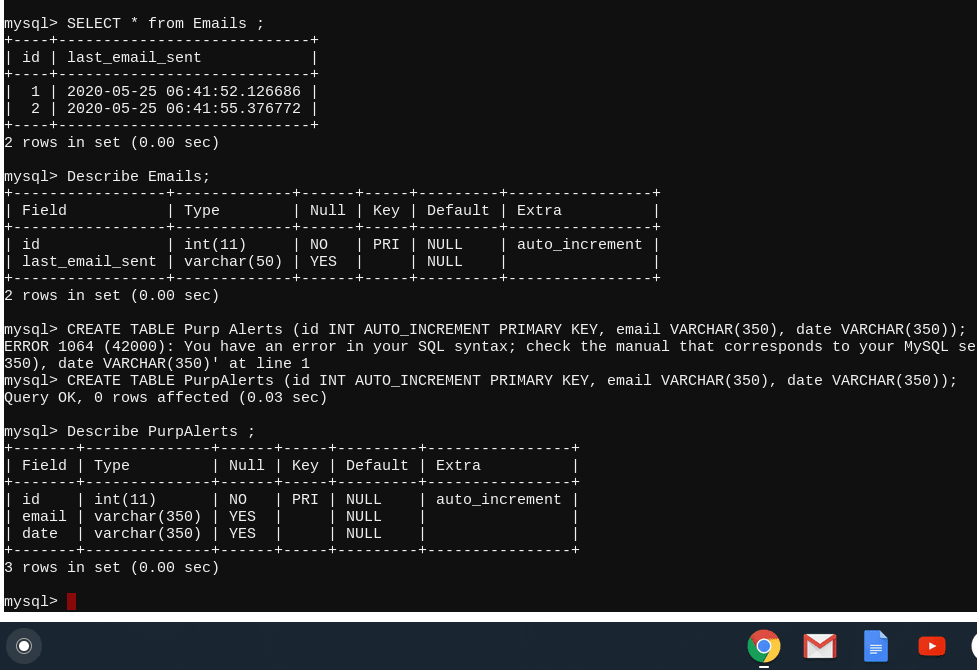 mysql> SELECT * from Emails ;
+----+----------------------------+
| id | last_email_sent            |
+----+----------------------------+
|  1 | 2020-05-25 06:41:52.126686 |
|  2 | 2020-05-25 06:41:55.376772 |
+----+----------------------------+
2 rows in set (0.00 sec)

mysql> Describe Emails;
+-----------------+-------------+------+-----+---------+----------------+
| Field           | Type        | Null | Key | Default | Extra          |
+-----------------+-------------+------+-----+---------+----------------+
| id              | int(11)     | NO   | PRI | NULL    | auto_increment |
| last_email_sent | varchar(50) | YES  |     | NULL    |                |
+-----------------+-------------+------+-----+---------+----------------+
2 rows in set (0.00 sec)

mysql> CREATE TABLE Purp Alerts (id INT AUTO_INCREMENT PRIMARY KEY, email VARCHAR(350), date VARCHAR(350));
ERROR 1064 (42000): You have an error in your SQL syntax; check the manual that corresponds to your MySQL se
350), date VARCHAR(350)' at line 1
mysql> CREATE TABLE PurpAlerts (id INT AUTO_INCREMENT PRIMARY KEY, email VARCHAR(350), date VARCHAR(350));
Query OK, 0 rows affected (0.03 sec)

mysql> Describe PurpAlerts ;
+-------+--------------+------+-----+---------+----------------+
| Field | Type         | Null | Key | Default | Extra          |
+-------+--------------+------+-----+---------+----------------+
| id    | int(11)      | NO   | PRI | NULL    | auto_increment |
| email | varchar(350) | YES  |     | NULL    |                |
| date  | varchar(350) | YES  |     | NULL    |                |
+-------+--------------+------+-----+---------+----------------+
3 rows in set (0.00 sec)

mysql>